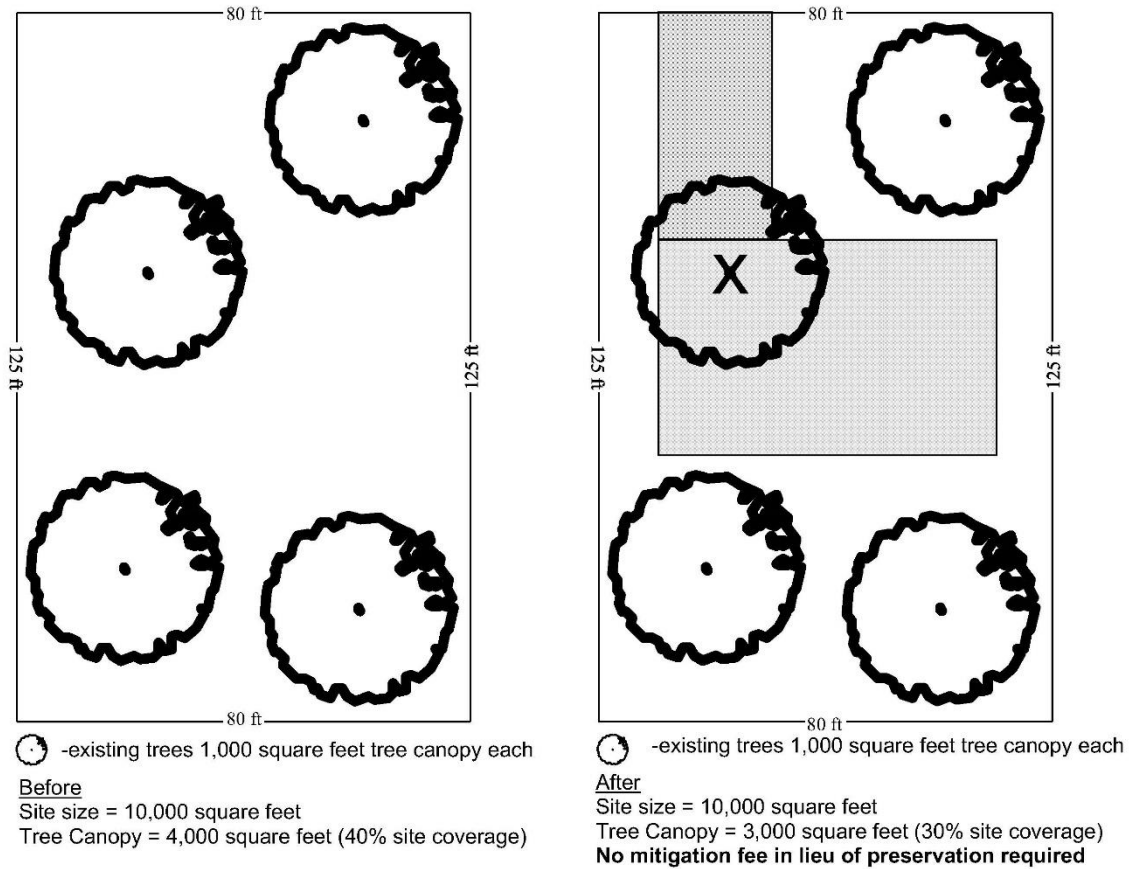 80 ft
125 ft
125 ft
80 ft
-existing trees 1,000 square feet tree canopy each
Before
Site size = 10,000 square feet
Tree Canopy = 4,000 square feet (40% site coverage)
80 ft
X
125 ft
125 ft
80 ft
-existing trees 1,000 square feet tree canopy each
After
Site size = 10,000 square feet
Tree Canopy = 3,000 square feet (30% site coverage)
No mitigation fee in lieu of preservation required